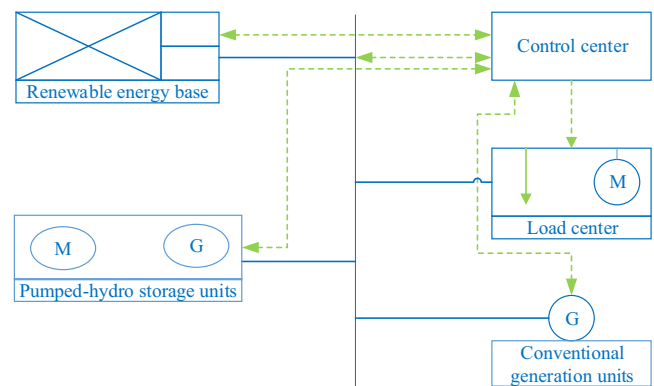 Control center
Renewable energy base
M
Load center
M
G
Pumped-hydro storage units
G
Conventional
generation units